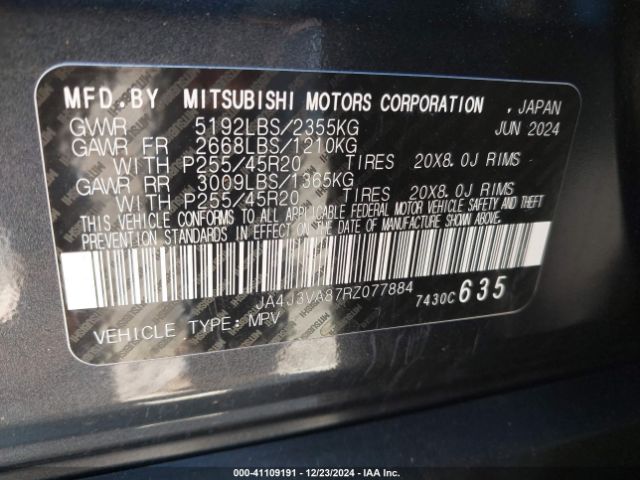 MFD.BY MITSUBISHI MOTORS CORPORATION , JAPAN
GVWR 5192LBS/2355KG JUN 2024
GAWR FR 2668LBS/1210KG
WITH P255/45R20 TIRES 20X8.0J RIMS
GAWR RR 3009LBS/1365KG
WITH P255/45R20 TIRES 20X8.0J RIMS
THIS VEHICLE CONFORMS TO ALL APPLICABLE FEDERAL MOTOR VEHICLE SAFETY AND THEFT
PREVENTION STANDARDS IN EFFECT ON THE DATE OF MANUFACTURE SHOWN ABOVE.
JA4J3VA87RZ077884
7430C 635
VEHICLE TYPE: MPV
000-41109191 - 12/23/2024 - IAA Inc.